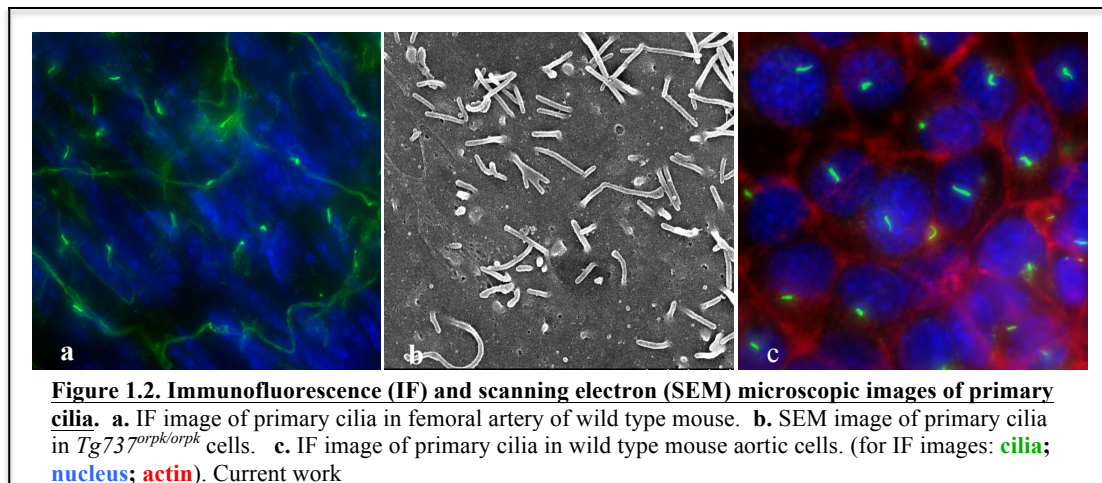 a
b
c
Figure 1.2. Immunofluorescence (IF) and scanning electron (SEM) microscopic images of primary
cilia. a. IF image of primary cilia in femoral artery of wild type mouse. b. SEM image of primary cilia
in Tg737orpk/orpk cells. c. IF image of primary cilia in wild type mouse aortic cells. (for IF images: cilia;
nucleus; actin). Current work